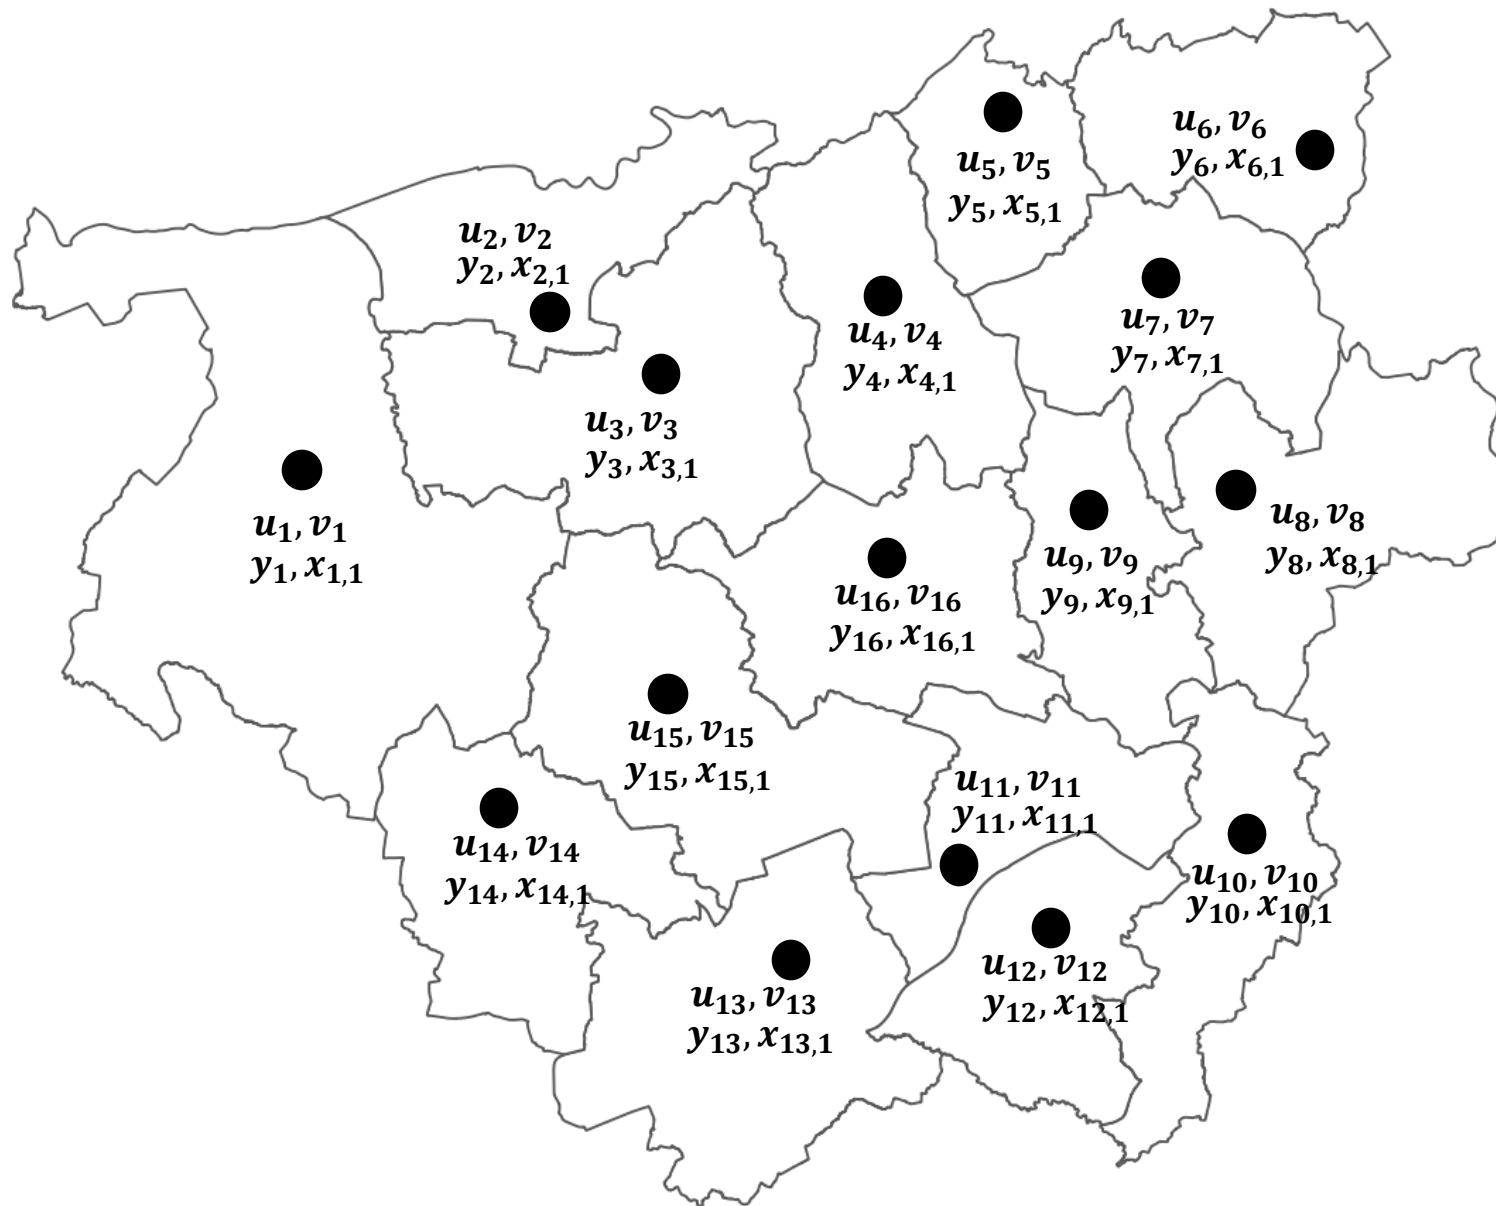 u₁, v₁
y₁, x₁,₁
u₂, v₂
y₂, x₂,₁
u₃, v₃
y₃, x₃,₁
u₄, v₄
y₄, x₄,₁
u₅, v₅
y₅, x₅,₁
u₆, v₆
y₆, x₆,₁
u₇, v₇
y₇, x₇,₁
u₈, v₈
y₈, x₈,₁
u₉, v₉
y₉, x₉,₁
u₁₀, v₁₀
y₁₀, x₁₀,₁
u₁₁, v₁₁
y₁₁, x₁₁,₁
u₁₂, v₁₂
y₁₂, x₁₂,₁
u₁₃, v₁₃
y₁₃, x₁₃,₁
u₁₄, v₁₄
y₁₄, x₁₄,₁
u₁₅, v₁₅
y₁₅, x₁₅,₁
u₁₆, v₁₆
y₁₆, x₁₆,₁